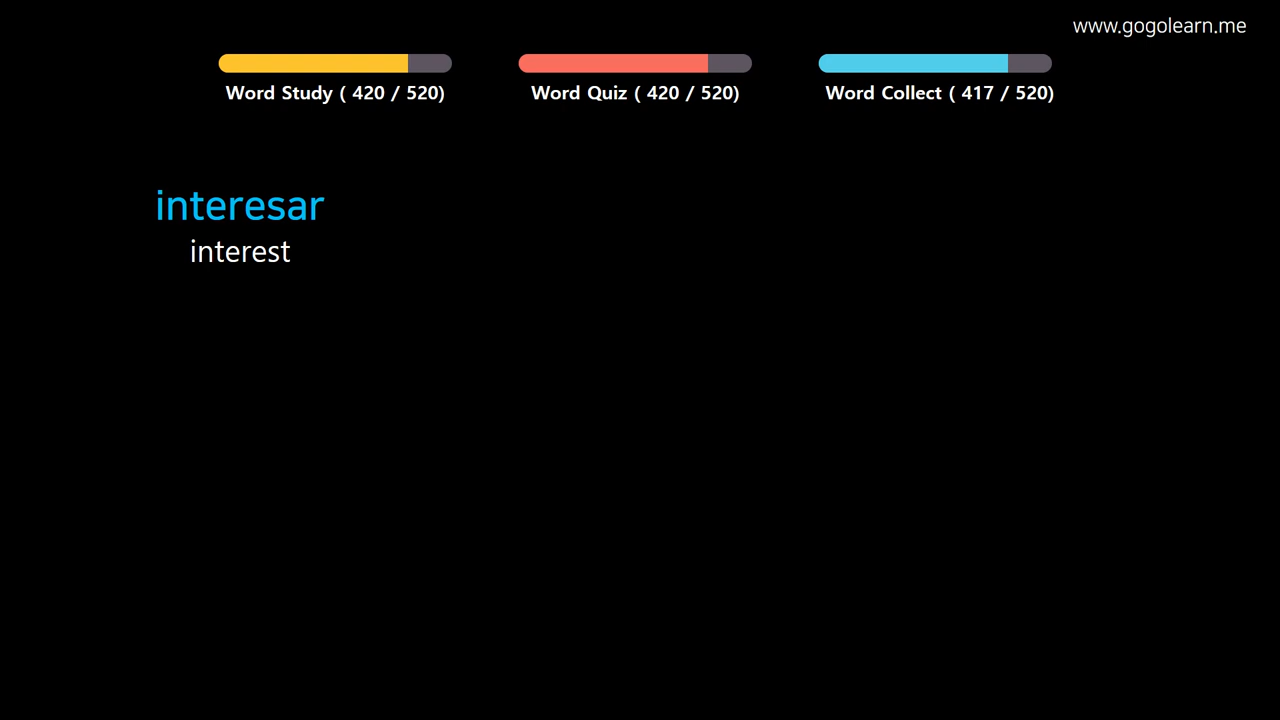 www.gogolearn.me
Word Study ( 420 / 520)
Word Quiz ( 420 / 520)
Word Collect ( 417 / 520)
interesar
interest